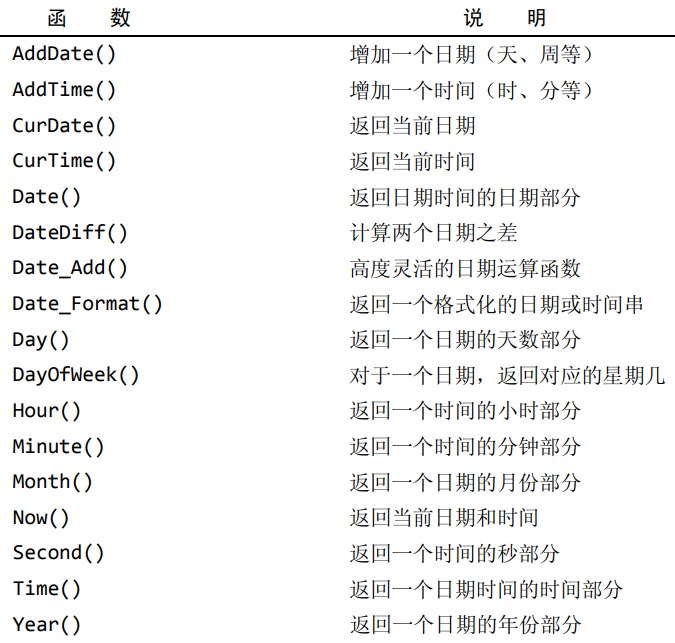 函 数 说 明
AddDate() 增加一个日期（天、周等）
AddTime() 增加一个时间（时、分等）
CurDate() 返回当前日期
CurTime() 返回当前时间
Date() 返回日期时间的日期部分
DateDiff() 计算两个日期之差
Date_Add() 高度灵活的日期运算函数
Date_Format() 返回一个格式化的日期或时间串
Day() 返回一个日期的天数部分
DayOfWeek() 对于一个日期，返回对应的星期几
Hour() 返回一个时间的小时部分
Minute() 返回一个时间的分钟部分
Month() 返回一个日期的月份部分
Now() 返回当前日期和时间
Second() 返回一个时间的秒部分
Time() 返回一个日期时间的时间部分
Year() 返回一个日期的年份部分